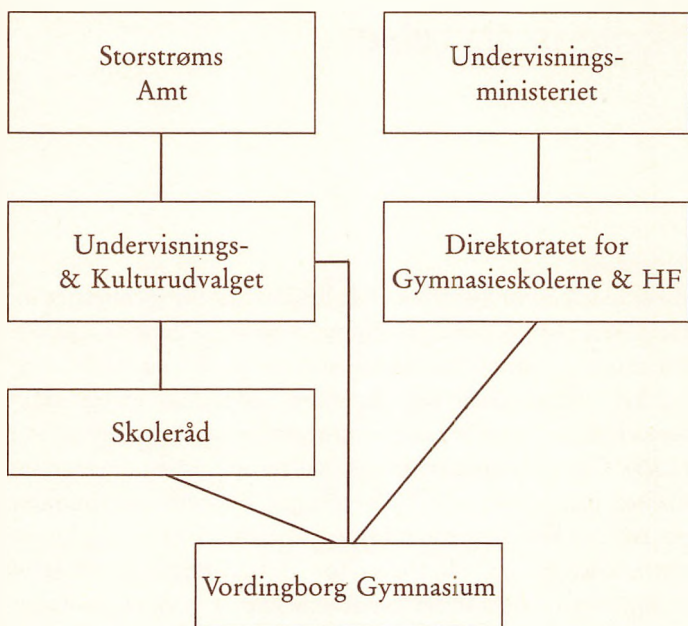 Storstrøms
Amt
Undervisnings-
ministeriet
Undervisnings-
& Kulturudvalget
Direktoratet for
Gymnasieskolerne & HF
Skoleråd
Vordingborg Gymnasium